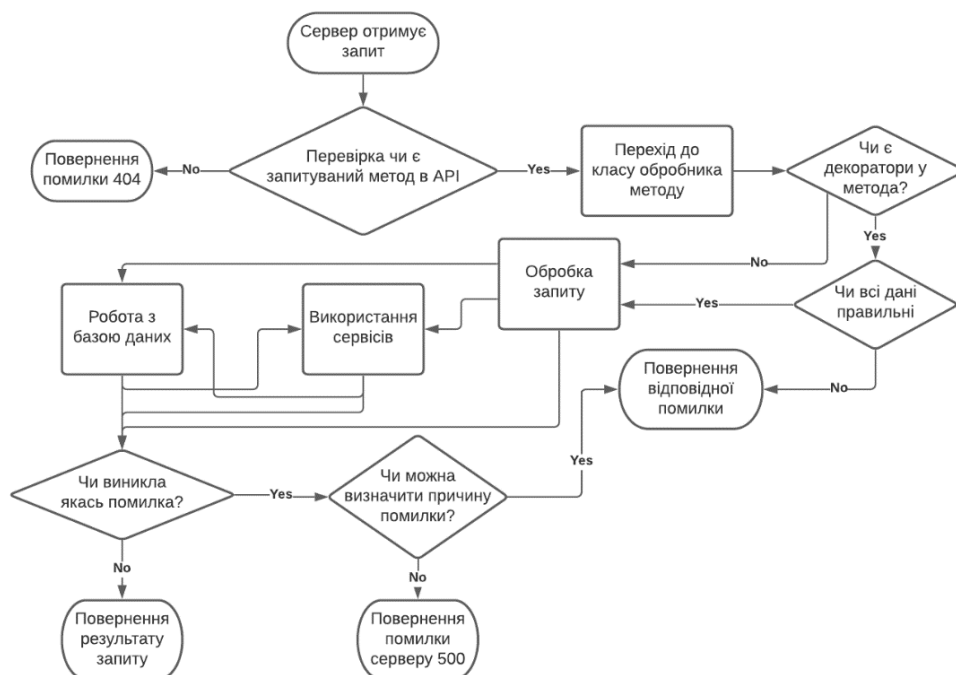 Сервер отримує
запит
Повернення
помилки 404
No
Перевірка чи є
запитуваний метод в API
Yes
Перехід до
класу обробника
методу
Чи є
декоратори у
метода?
Yes
No
Обробка
запиту
Yes
Чи всі дані
правильні
Робота з
базою даних
Використання
сервісів
Повернення
відповідної
помилки
No
Yes
Чи виникла
якась помилка?
Yes
Чи можна
визначити причину
помилки?
No
No
Повернення
результату
запиту
Повернення
помилки
серверу 500